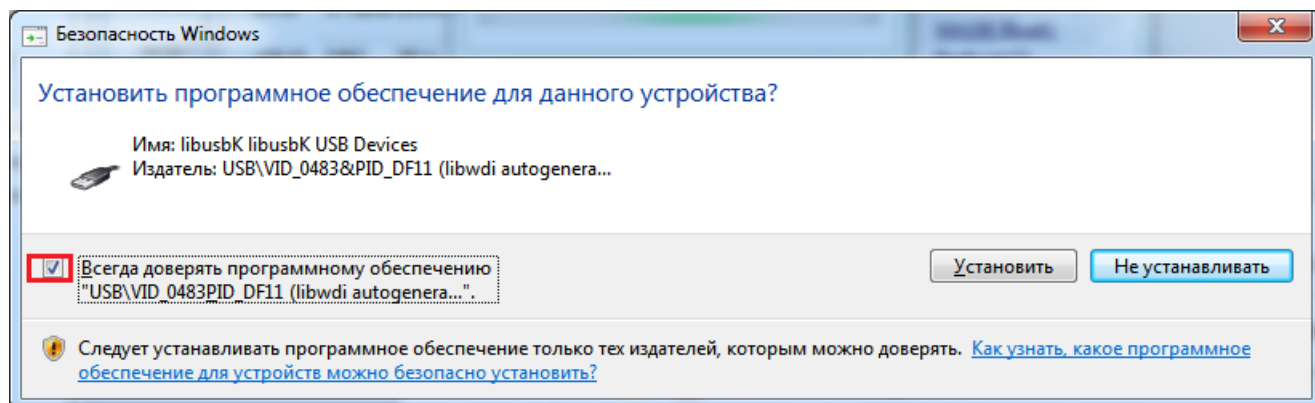 Безопасность Windows
Установить программное обеспечение для данного устройства?
Имя: libusbK libusbK USB Devices
Издатель: USB\VID_0483&PID_DF11 (libwdi autogenera...
Всегда доверять программному обеспечению
"USB\VID_0483PID_DF11 (libwdi autogenera...".
Установить
Не устанавливать
Следует устанавливать программное обеспечение только тех издателей, которым можно доверять. Как узнать, какое программное
обеспечение для устройств можно безопасно установить?